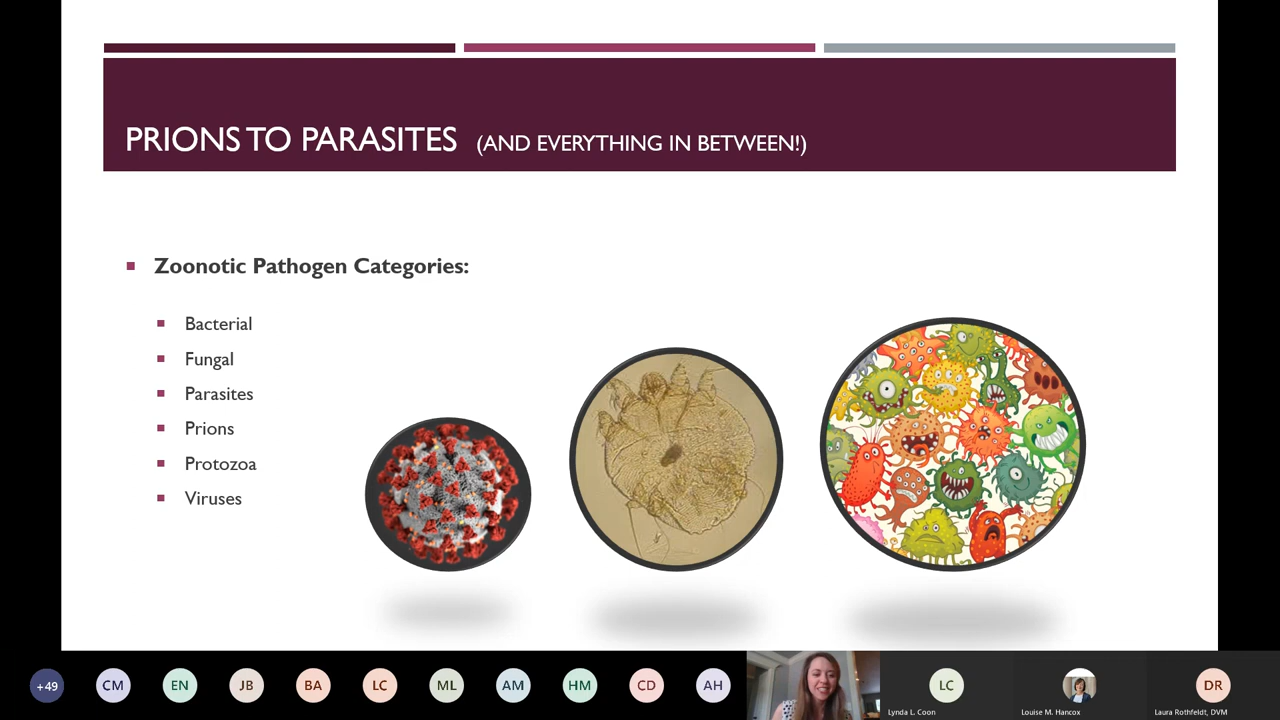 PRIONS TO PARASITES (AND EVERYTHING IN BETWEEN!)
Zoonotic Pathogen Categories:
Bacterial
Fungal
Parasites
Prions
Protozoa
Viruses
+49 CM EN JB BA LC ML AM HM CD AH LC DR
Lynda L. Coon Louise M. Hancox Laura Rothfeldt, DVM